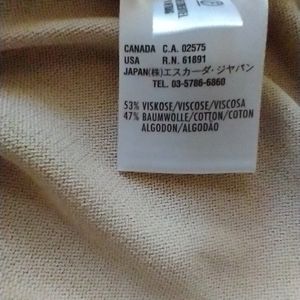 CANADA C.A. 02575
USA R.N. 61891
JAPAN(株)エスカーダ・ジャパン
TEL. 03-5786-6860
53% VISKOSE/VISCOSE/VISCOSA
47% BAUMWOLLE/COTTON/COTON
ALGODON/ALGODÃO